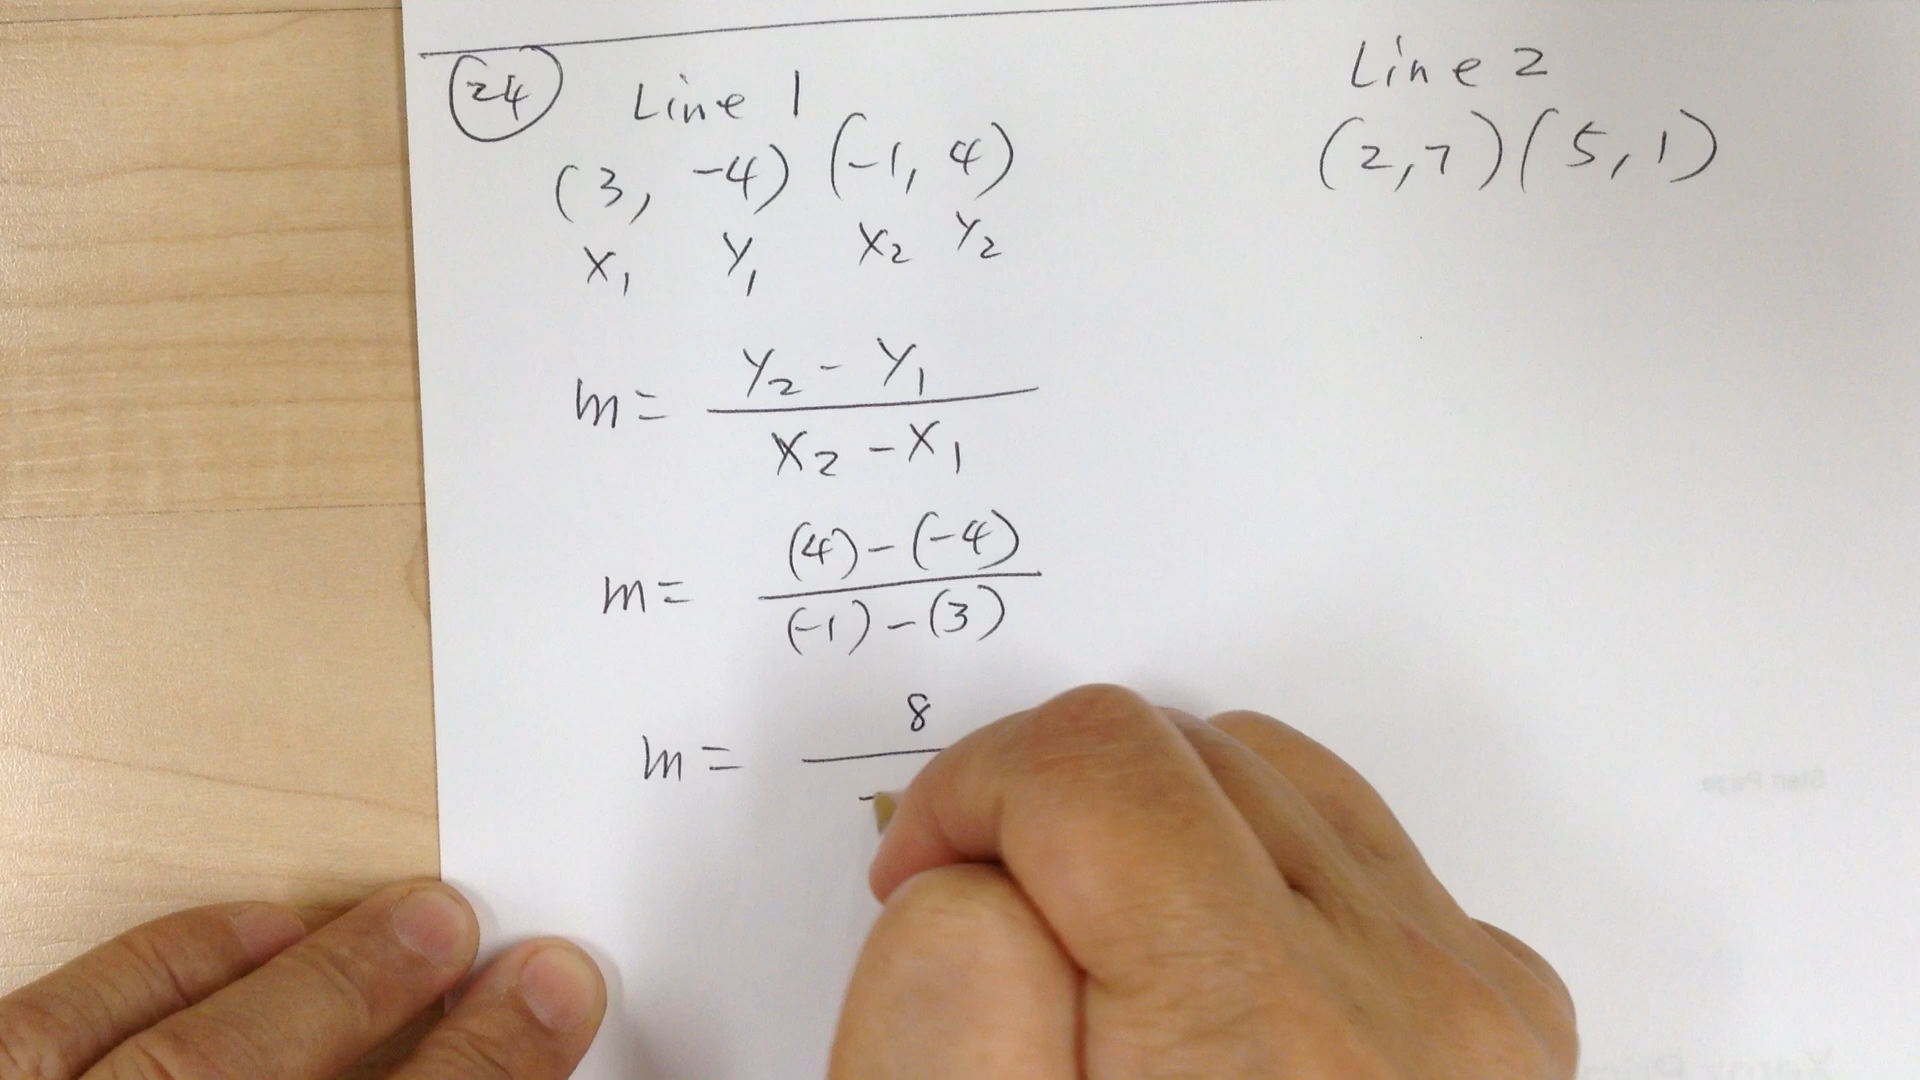 24 Line 1
(3, -4) (-1, 4)
X1 Y1 X2 Y2
m = Y2 - Y1 / X2 - X1
m = (4) - (-4) / (-1) - (3)
m = 8 / -
Line 2
(2,7) (5,1)